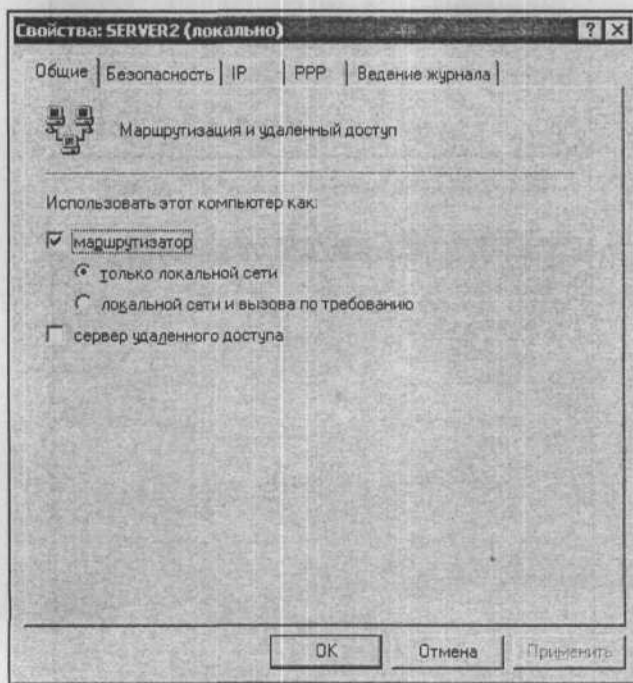 Свойства: SERVER2 (локально)
Общие Безопасность IP PPP Ведение журнала
Маршрутизация и удаленный доступ
Использовать этот компьютер как:
маршрутизатор
только локальной сети
локальной сети и вызова по требованию
сервер удаленного доступа
OK Отмена Применить